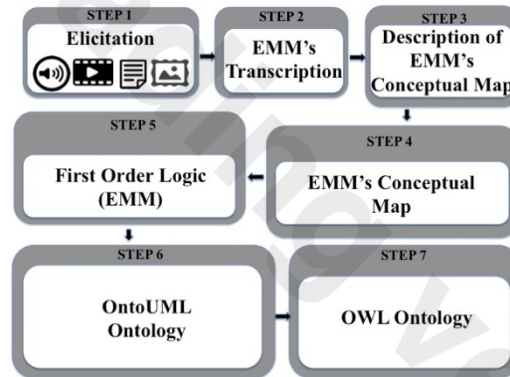 STEP 1
Elicitation
STEP 2
EMM's
Transcription
STEP 3
Description of
EMM's
Conceptual Map
STEP 4
EMM's Conceptual
Map
STEP 5
First Order Logic
(EMM)
STEP 6
OntoUML
Ontology
STEP 7
OWL Ontology